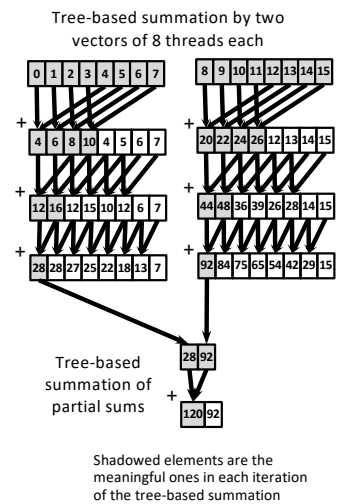 Tree-based summation by two
vectors of 8 threads each
0 1 2 3 4 5 6 7
8 9 10 11 12 13 14 15
+
4 6 8 10 4 5 6 7
+
20 22 24 26 12 13 14 15
+
12 16 12 15 10 12 6 7
+
44 48 36 39 26 28 14 15
+
28 28 27 25 22 18 13 7
+
92 84 75 65 54 42 29 15
28 92
Tree-based
summation of
partial sums
+
120 92
Shadowed elements are the
meaningful ones in each iteration
of the tree-based summation